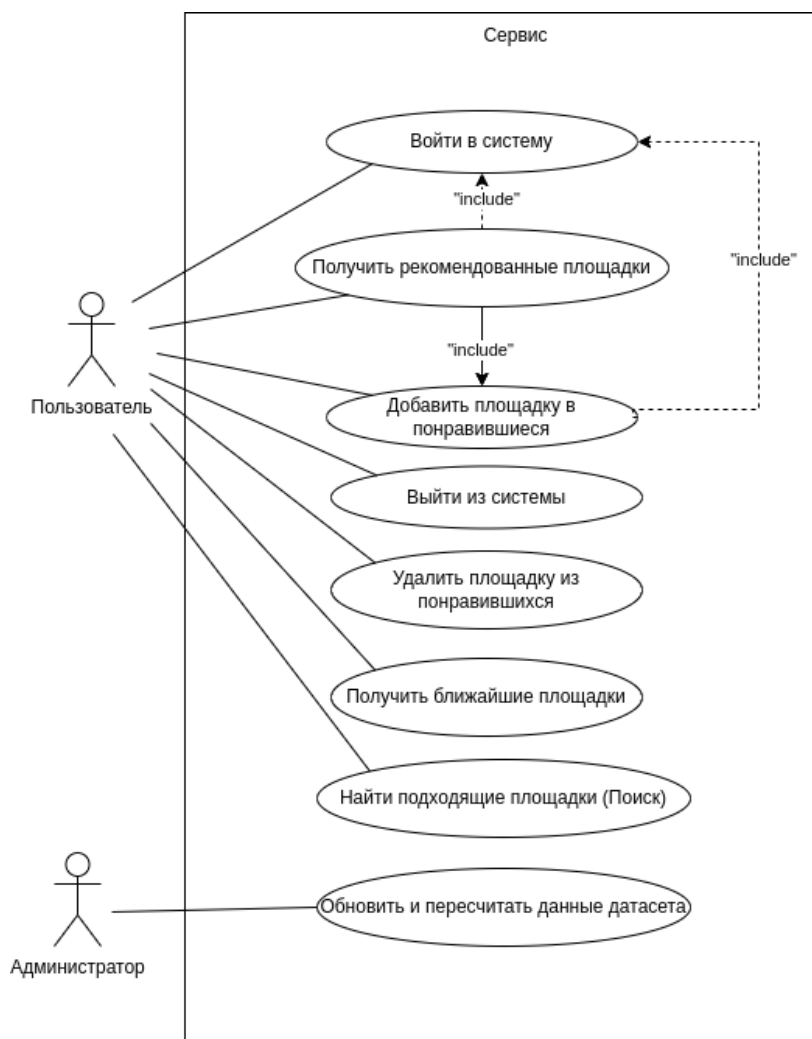 Сервис
Войти в систему
"include"
"include"
Получить рекомендованные площадки
"include"
Пользователь
Добавить площадку в
понравившиеся
Выйти из системы
Удалить площадку из
понравившихся
Получить ближайшие площадки
Найти подходящие площадки (Поиск)
Обновить и пересчитать данные датасета
Администратор